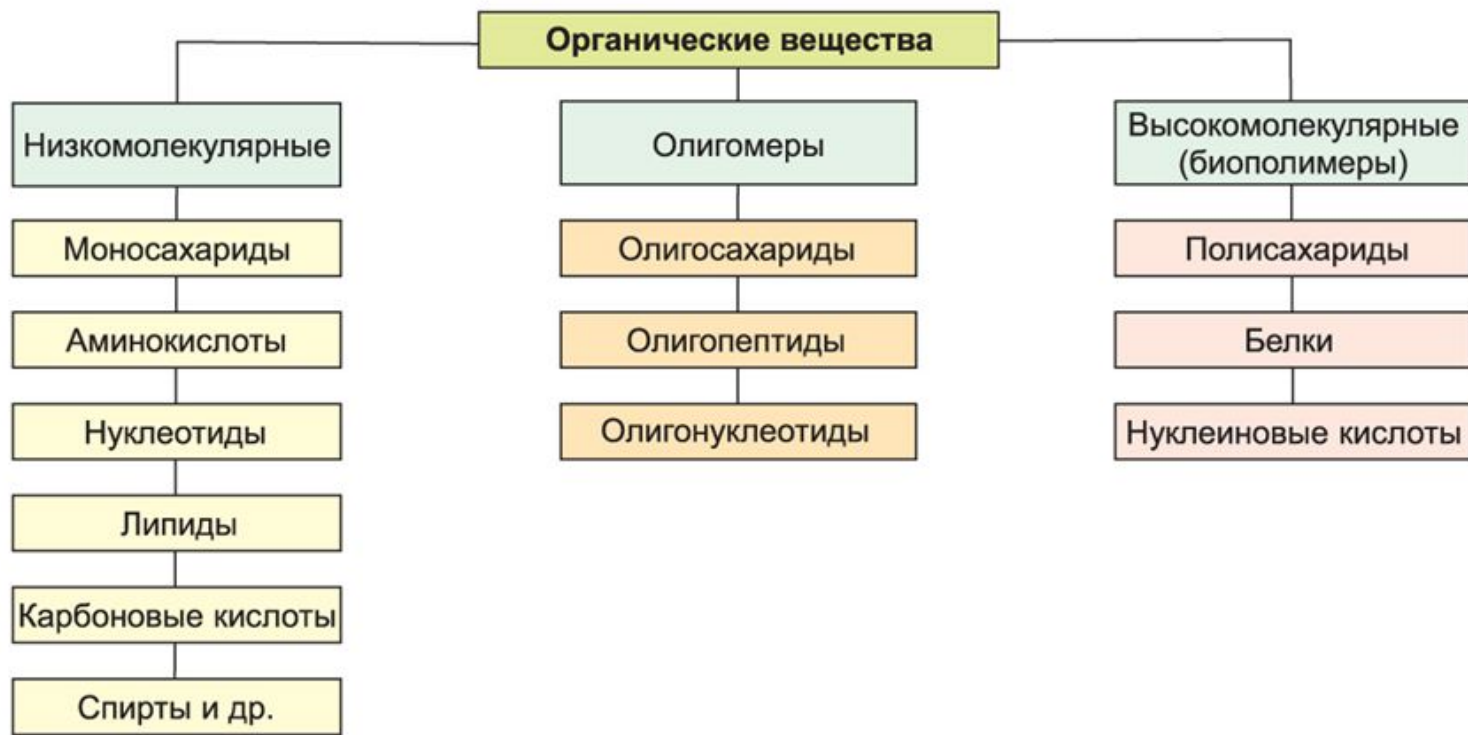 Органические вещества
Низкомолекулярные
Моносахариды
Аминокислоты
Нуклеотиды
Липиды
Карбоновые кислоты
Спирты и др.
Олигомеры
Олигосахариды
Олигопептиды
Олигонуклеотиды
Высокомолекулярные
(биополимеры)
Полисахариды
Белки
Нуклеиновые кислоты